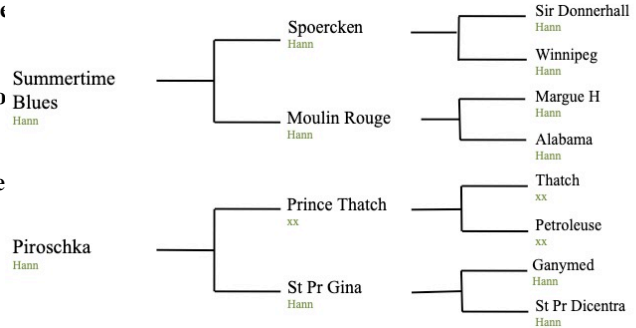 e
Sir Donnerhall
Hann
Spoercken
Hann
Winnipeg
Hann
Summertime
Blues
Hann
o
Margue H
Hann
Moulin Rouge
Hann
Alabama
Hann
e
Thatch
xx
Prince Thatch
xx
Petroleuse
xx
Piroschka
Hann
Ganymed
Hann
St Pr Gina
Hann
St Pr Dicentra
Hann